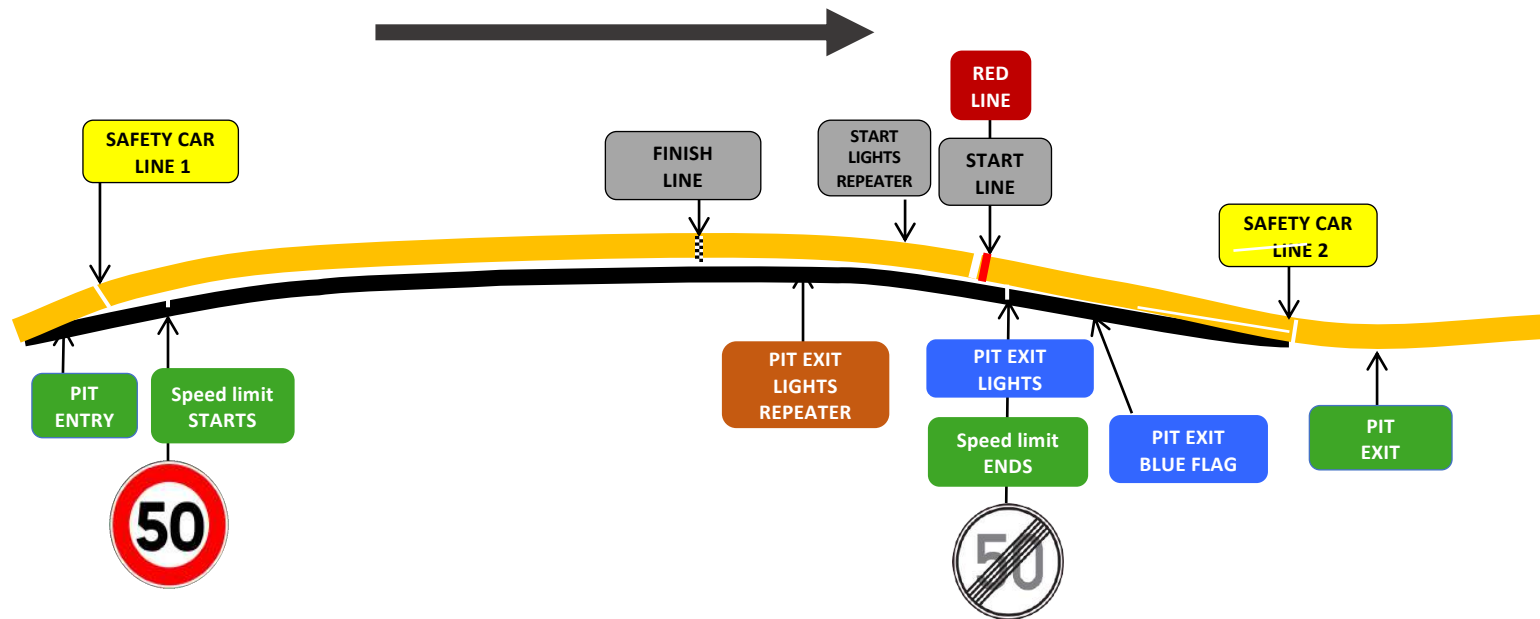 RED
LINE
SAFETY CAR
LINE 1
FINISH
LINE
START
LIGHTS
REPEATER
START
LINE
SAFETY CAR
LINE 2
PIT
ENTRY
Speed limit
STARTS
PIT EXIT
LIGHTS
REPEATER
PIT EXIT
LIGHTS
Speed limit
ENDS
PIT EXIT
BLUE FLAG
PIT
EXIT
50
50